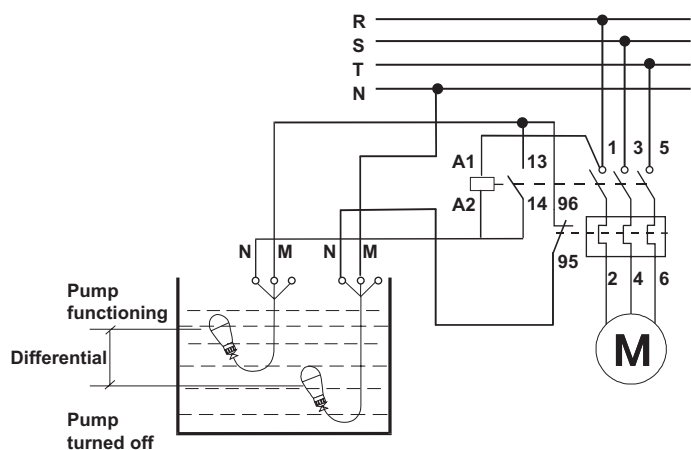 R
S
T
N
1 3 5
A1 13
A2 14 96
N M N M 95
2 4 6
Pump
functioning
Differential
M
Pump
turned off